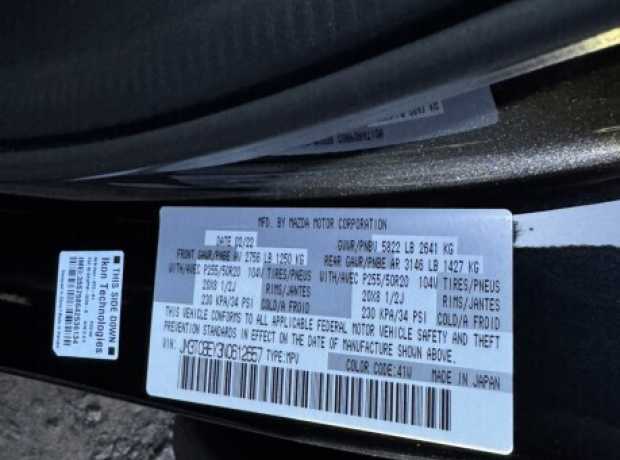 MFD. BY MAZDA MOTOR CORPORATION
DATE 02/22
GVWR/PNBV 5822 LB 2641 KG
FRONT GAWR/PNBE AV 2756 LB 1250 KG
REAR GAWR/PNBE AR 3146 LB 1427 KG
WITH/AVEC P255/50R20 104V TIRES/PNEUS
WITH/AVEC P255/50R20 104V TIRES/PNEUS
20X8 1/2J RIMS/JANTES
20X8 1/2J RIMS/JANTES
230 KPA/34 PSI COLD/A FROID
230 KPA/34 PSI COLD/A FROID
THIS VEHICLE CONFORMS TO ALL APPLICABLE FEDERAL MOTOR VEHICLE SAFETY AND THEFT
PREVENTION STANDARDS IN EFFECT ON THE DATE OF MANUFACTURE SHOWN ABOVE.
VIN: JM3TCBEY3N0612657 TYPE:MPV
COLOR CODE:41W MADE IN JAPAN
THIS SIDE DOWN
Ikon Technologies